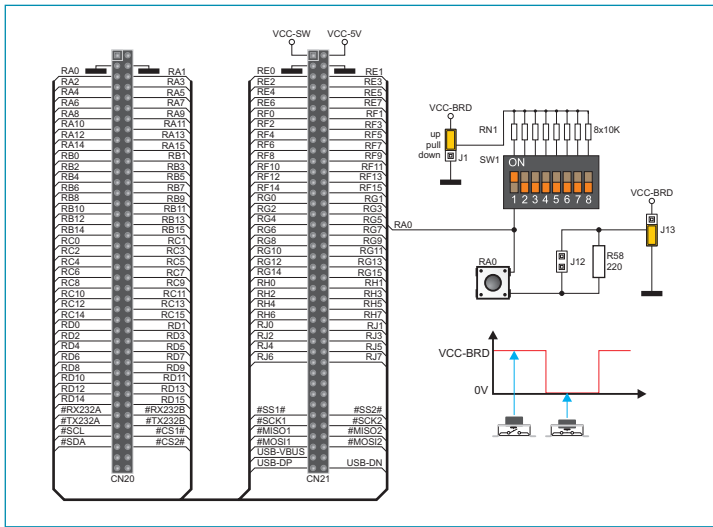 VCC-SW VCC-5V
RA0 RA1
RA2 RA3
RA4 RA5
RA6 RA7
RA8 RA9
RA10 RA11
RA12 RA13
RA14 RA15
RB0 RB1
RB2 RB3
RB4 RB5
RB6 RB7
RB8 RB9
RB10 RB11
RB12 RB13
RB14 RB15
RC0 RC1
RC2 RC3
RC4 RC5
RC6 RC7
RC8 RC9
RC10 RC11
RC12 RC13
RC14 RC15
RD0 RD1
RD2 RD3
RD4 RD5
RD6 RD7
RD8 RD9
RD10 RD11
RD12 RD13
RD14 RD15
#RX232A #RX232B
#TX232A #TX232B
#SCL #CS1#
#SDA #CS2#
CN20
RE0 RE1
RE2 RE3
RE4 RE5
RE6 RE7
RF0 RF1
RF2 RF3
RF4 RF5
RF6 RF7
RF8 RF9
RF10 RF11
RF12 RF13
RF14 RF15
RG0 RG1
RG2 RG3
RG4 RG5
RG6 RG7
RG8 RG9
RG10 RG11
RG12 RG13
RG14 RG15
RH0 RH1
RH2 RH3
RH4 RH5
RH6 RH7
RJ0 RJ1
RJ2 RJ3
RJ4 RJ5
RJ6 RJ7
#SS1# #SS2#
#SCK1 #SCK2
#MISO1 #MISO2
#MOSI1 #MOSI2
USB-VBUS
USB-DP USB-DN
CN21
RA0
VCC-BRD
up
pull
down
J1
RN1 8x10K
SW1
ON
1 2 3 4 5 6 7 8
VCC-BRD
J13
RA0
J12
R58
220
VCC-BRD
0V